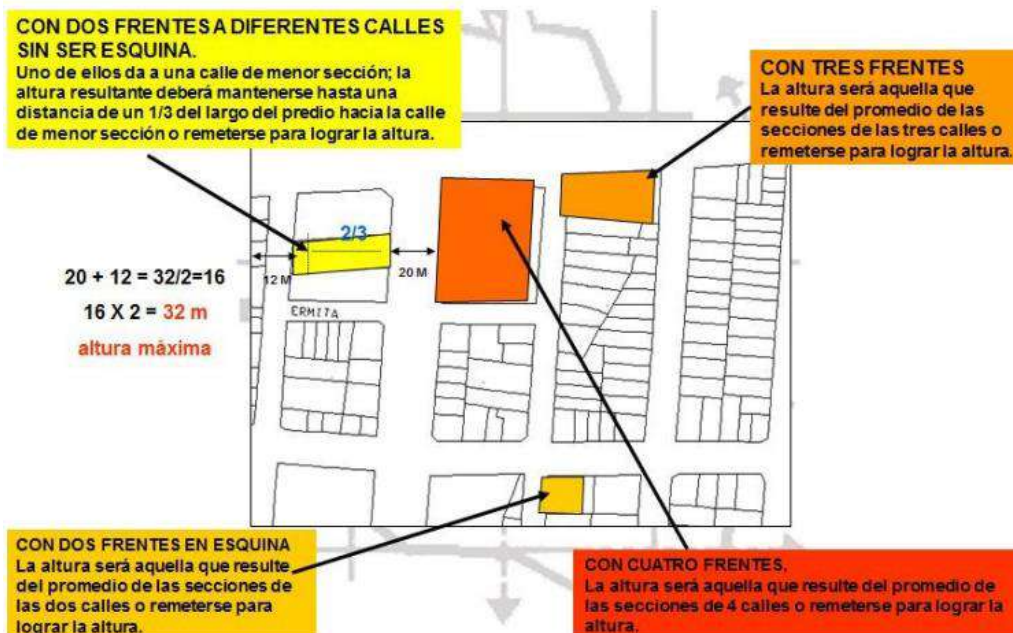 CON DOS FRENTES A DIFERENTES CALLES
SIN SER ESQUINA.
Uno de ellos da a una calle de menor sección; la
altura resultante deberá mantenerse hasta una
distancia de un 1/3 del largo del predio hacia la calle
de menor sección o remeterse para lograr la altura.
CON TRES FRENTES
La altura será aquella que
resulte del promedio de las
secciones de las tres calles o
remeterse para lograr la altura.
2/3
12 M
20 M
20 + 12 = 32/2=16
16 X 2 = 32 m
altura máxima
ERMITA
CON DOS FRENTES EN ESQUINA
La altura será aquella que resulte
del promedio de las secciones de
las dos calles o remeterse para
lograr la altura.
CON CUATRO FRENTES,
La altura será aquella que resulte del promedio de
las secciones de 4 calles o remeterse para lograr la
altura.